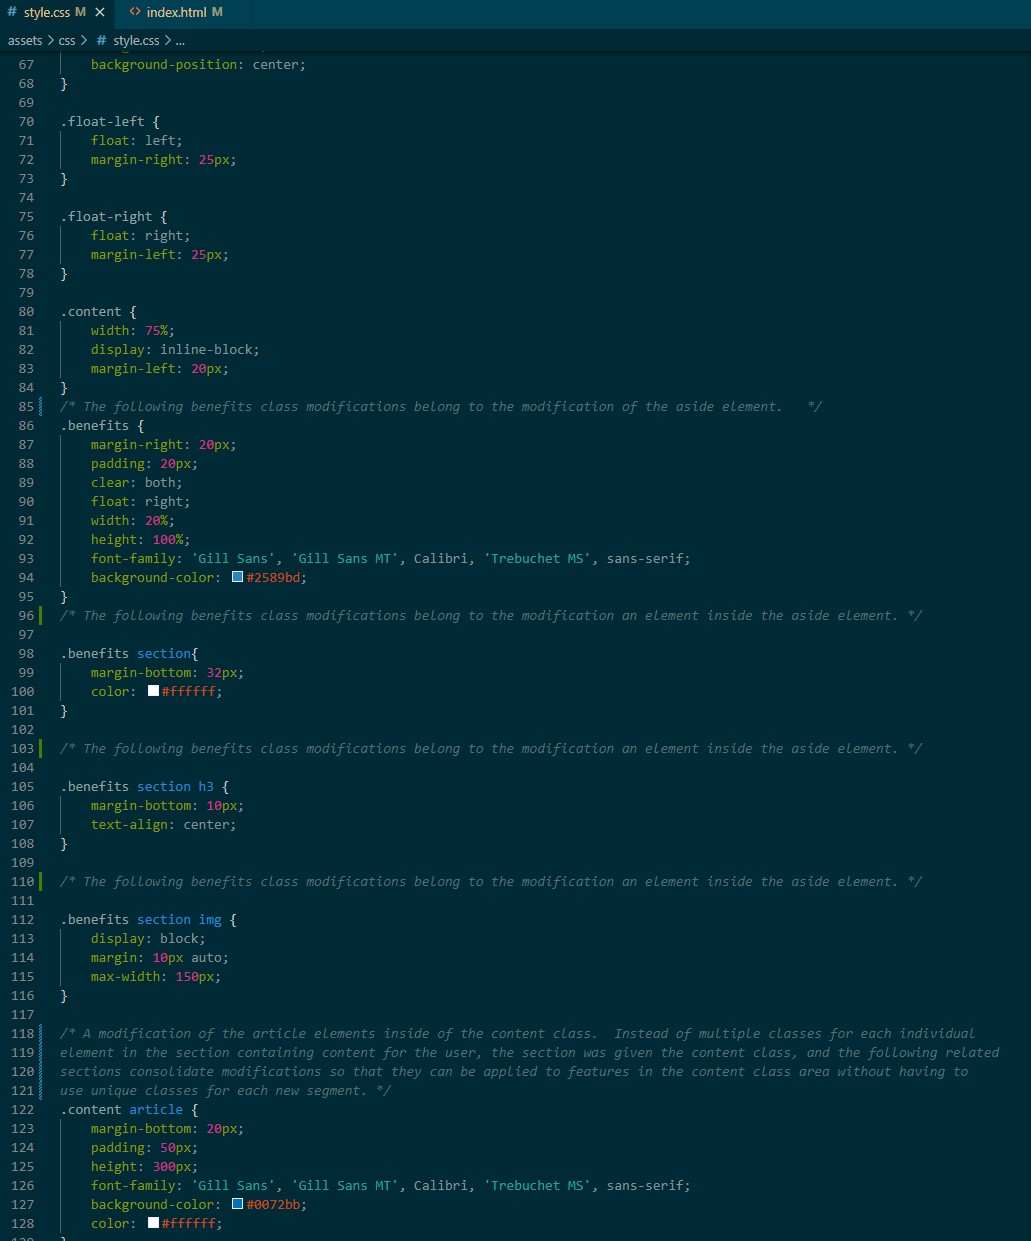 # style.css M × <> index.html M
assets > css > # style.css > ...
67 background-position: center;
68 }
69
70 .float-left {
71 float: left;
72 margin-right: 25px;
73 }
74
75 .float-right {
76 float: right;
77 margin-left: 25px;
78 }
79
80 .content {
81 width: 75%;
82 display: inline-block;
83 margin-left: 20px;
84 }
85 /* The following benefits class modifications belong to the modification of the aside element.   */
86 .benefits {
87 margin-right: 20px;
88 padding: 20px;
89 clear: both;
90 float: right;
91 width: 20%;
92 height: 100%;
93 font-family: 'Gill Sans', 'Gill Sans MT', Calibri, 'Trebuchet MS', sans-serif;
94 background-color: #2589bd;
95 }
96 /* The following benefits class modifications belong to the modification an element inside the aside element. */
97
98 .benefits section{
99 margin-bottom: 32px;
100 color: #ffffff;
101 }
102
103 /* The following benefits class modifications belong to the modification an element inside the aside element. */
104
105 .benefits section h3 {
106 margin-bottom: 10px;
107 text-align: center;
108 }
109
110 /* The following benefits class modifications belong to the modification an element inside the aside element. */
111
112 .benefits section img {
113 display: block;
114 margin: 10px auto;
115 max-width: 150px;
116 }
117
118 /* A modification of the article elements inside of the content class.  Instead of multiple classes for each individual
119 element in the section containing content for the user, the section was given the content class, and the following related
120 sections consolidate modifications so that they can be applied to features in the content class area without having to
121 use unique classes for each new segment. */
122 .content article {
123 margin-bottom: 20px;
124 padding: 50px;
125 height: 300px;
126 font-family: 'Gill Sans', 'Gill Sans MT', Calibri, 'Trebuchet MS', sans-serif;
127 background-color: #0072bb;
128 color: #ffffff;